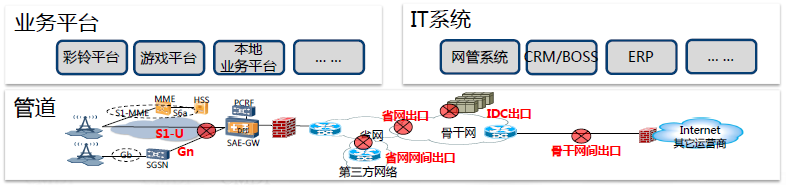 业务平台
彩铃平台
游戏平台
本地
业务平台
... ...
IT系统
网管系统
CRM/BOSS
ERP
... ...
管道
MME
HSS
S1-MME
S6a
PCRF
S1-U
SAE-GW
Gn
Gb
SGSN
省网
省网出口
IDC出口
骨干网
省网网间出口
第三方网络
骨干网间出口
Internet
其它运营商